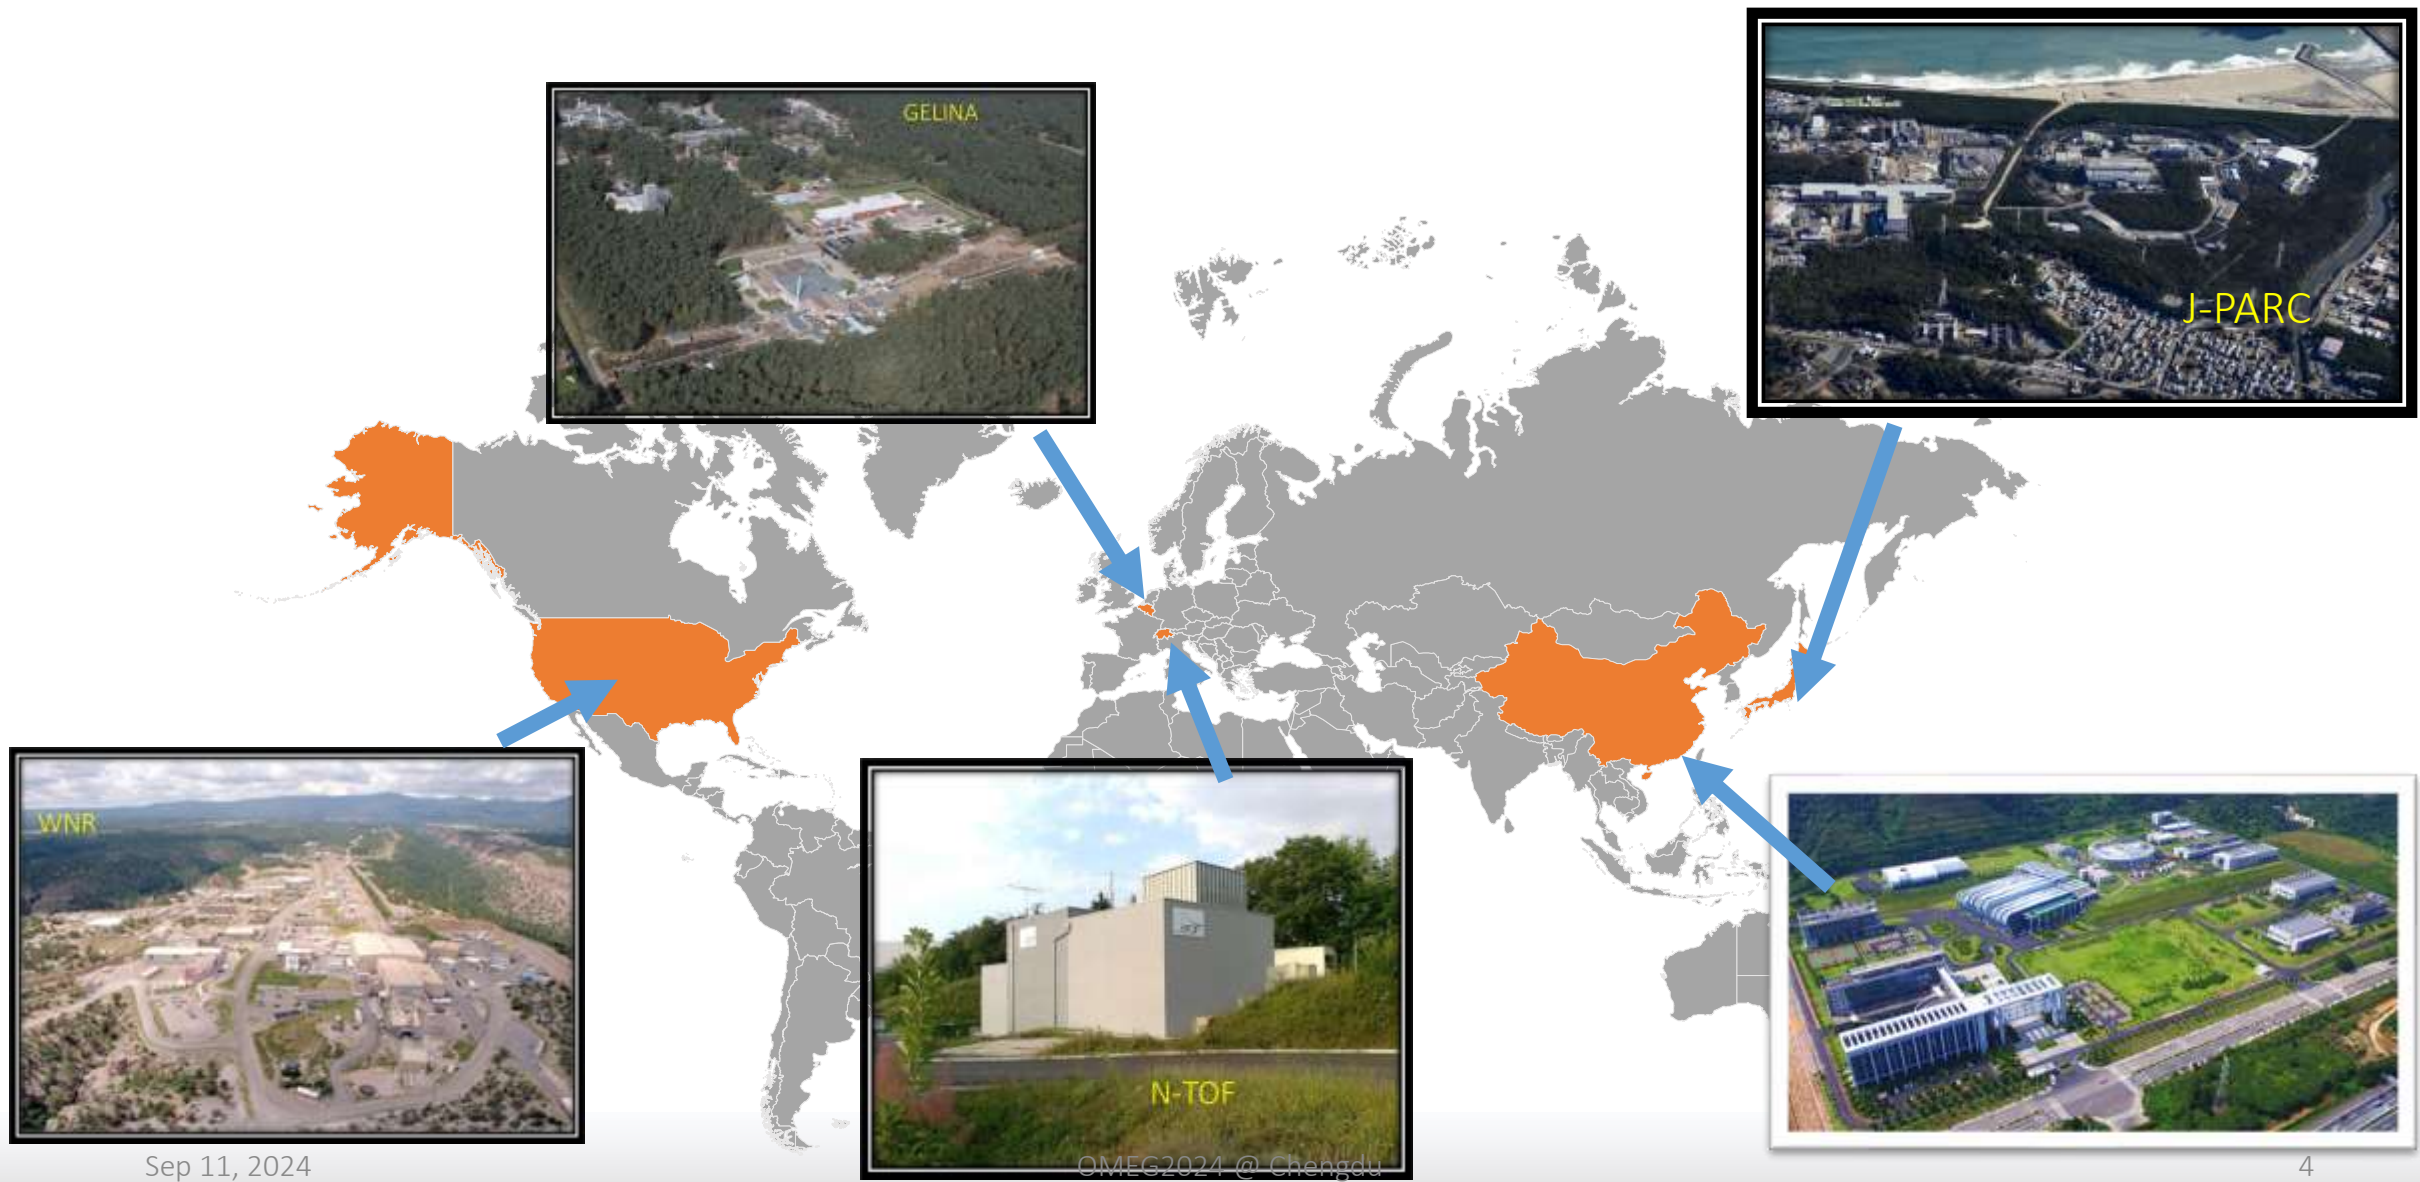 GELINA
J-PARC
WNR
N-TOF
Sep 11, 2024
OMEG2024 @ Chengdu
4